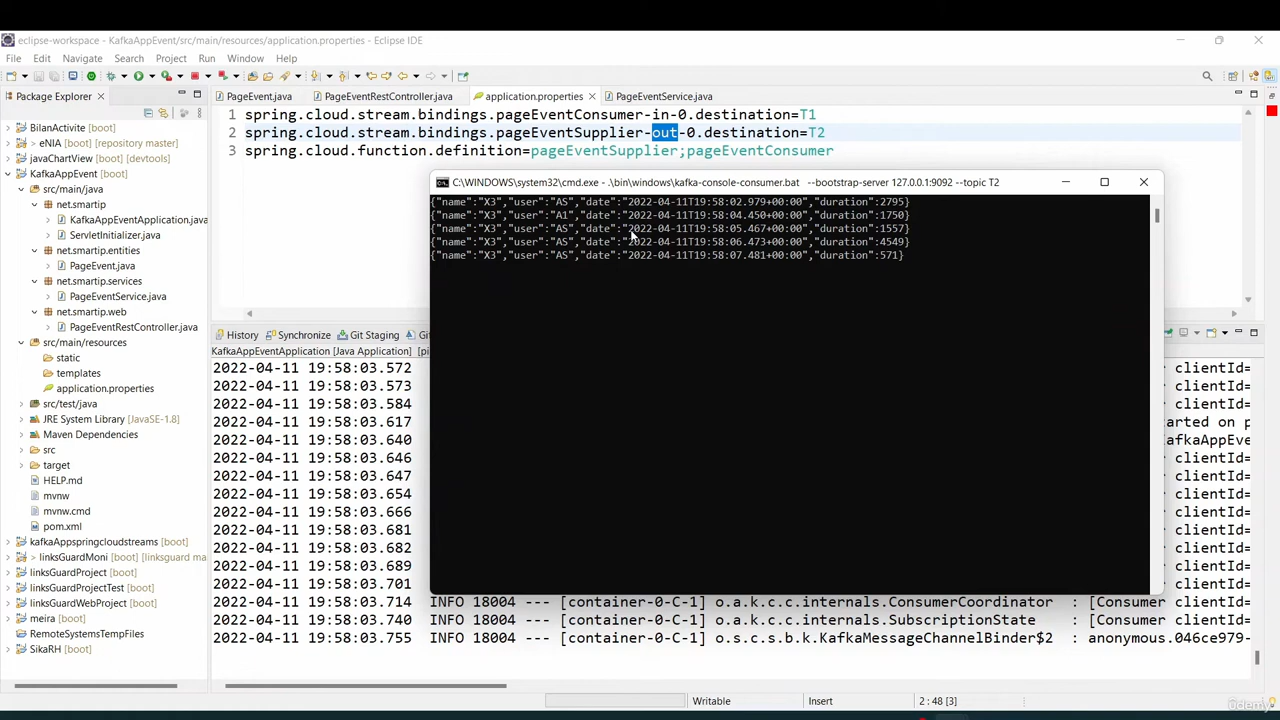 eclipse-workspace - KafkaAppEvent/src/main/resources/application.properties - Eclipse IDE
File Edit Navigate Search Project Run Window Help
Package Explorer
PageEvent.java PageEventRestController.java application.properties PageEventService.java
1 spring.cloud.stream.bindings.pageEventConsumer-in-0.destination=T1
2 spring.cloud.stream.bindings.pageEventSupplier-out-0.destination=T2
3 spring.cloud.function.definition=pageEventSupplier;pageEventConsumer
BilanActivite [boot]
eNIA [boot] [repository master]
javaChartView [boot] [devtools]
KafkaAppEvent [boot]
src/main/java
net.smartip
KafkaAppEventApplication.java
ServletInitializer.java
net.smartip.entities
PageEvent.java
net.smartip.services
PageEventService.java
net.smartip.web
PageEventRestController.java
src/main/resources
static
templates
application.properties
src/test/java
JRE System Library [JavaSE-1.8]
Maven Dependencies
src
target
HELP.md
mvnw
mvnw.cmd
pom.xml
kafkaAppspringcloudstreams [boot]
> linksGuardMoni [boot] [linksguard ma
linksGuardProject [boot]
linksGuardProjectTest [boot]
linksGuardWebProject [boot]
meira [boot]
RemoteSystemsTempFiles
SikaRH [boot]
C:\WINDOWS\system32\cmd.exe - .\bin\windows\kafka-console-consumer.bat --bootstrap-server 127.0.0.1:9092 --topic T2
{"name":"X3","user":"AS","date":"2022-04-11T19:58:02.979+00:00","duration":2795}
{"name":"X3","user":"A1","date":"2022-04-11T19:58:04.450+00:00","duration":1750}
{"name":"X3","user":"AS","date":"2022-04-11T19:58:05.467+00:00","duration":1557}
{"name":"X3","user":"AS","date":"2022-04-11T19:58:06.473+00:00","duration":4549}
{"name":"X3","user":"AS","date":"2022-04-11T19:58:07.481+00:00","duration":571}
History Synchronize Git Staging
KafkaAppEventApplication [Java Application]
2022-04-11 19:58:03.572 clientId=
2022-04-11 19:58:03.573 clientId=
2022-04-11 19:58:03.584 clientId=
2022-04-11 19:58:03.617 tarted on p
2022-04-11 19:58:03.640 KafkaAppEve
2022-04-11 19:58:03.646 clientId=
2022-04-11 19:58:03.647 clientId=
2022-04-11 19:58:03.654 clientId=
2022-04-11 19:58:03.666 clientId=
2022-04-11 19:58:03.681 clientId=
2022-04-11 19:58:03.682 clientId=
2022-04-11 19:58:03.689 clientId=
2022-04-11 19:58:03.701 clientId=
2022-04-11 19:58:03.714 INFO 18004 --- [container-0-C-1] o.a.k.c.c.internals.ConsumerCoordinator : [Consumer clientId=
2022-04-11 19:58:03.740 INFO 18004 --- [container-0-C-1] o.a.k.c.c.internals.SubscriptionState : [Consumer clientId=
2022-04-11 19:58:03.755 INFO 18004 --- [container-0-C-1] o.s.c.s.b.k.KafkaMessageChannelBinder$2 : anonymous.046ce979-
Writable Insert 2 : 48 [3]
Udemy